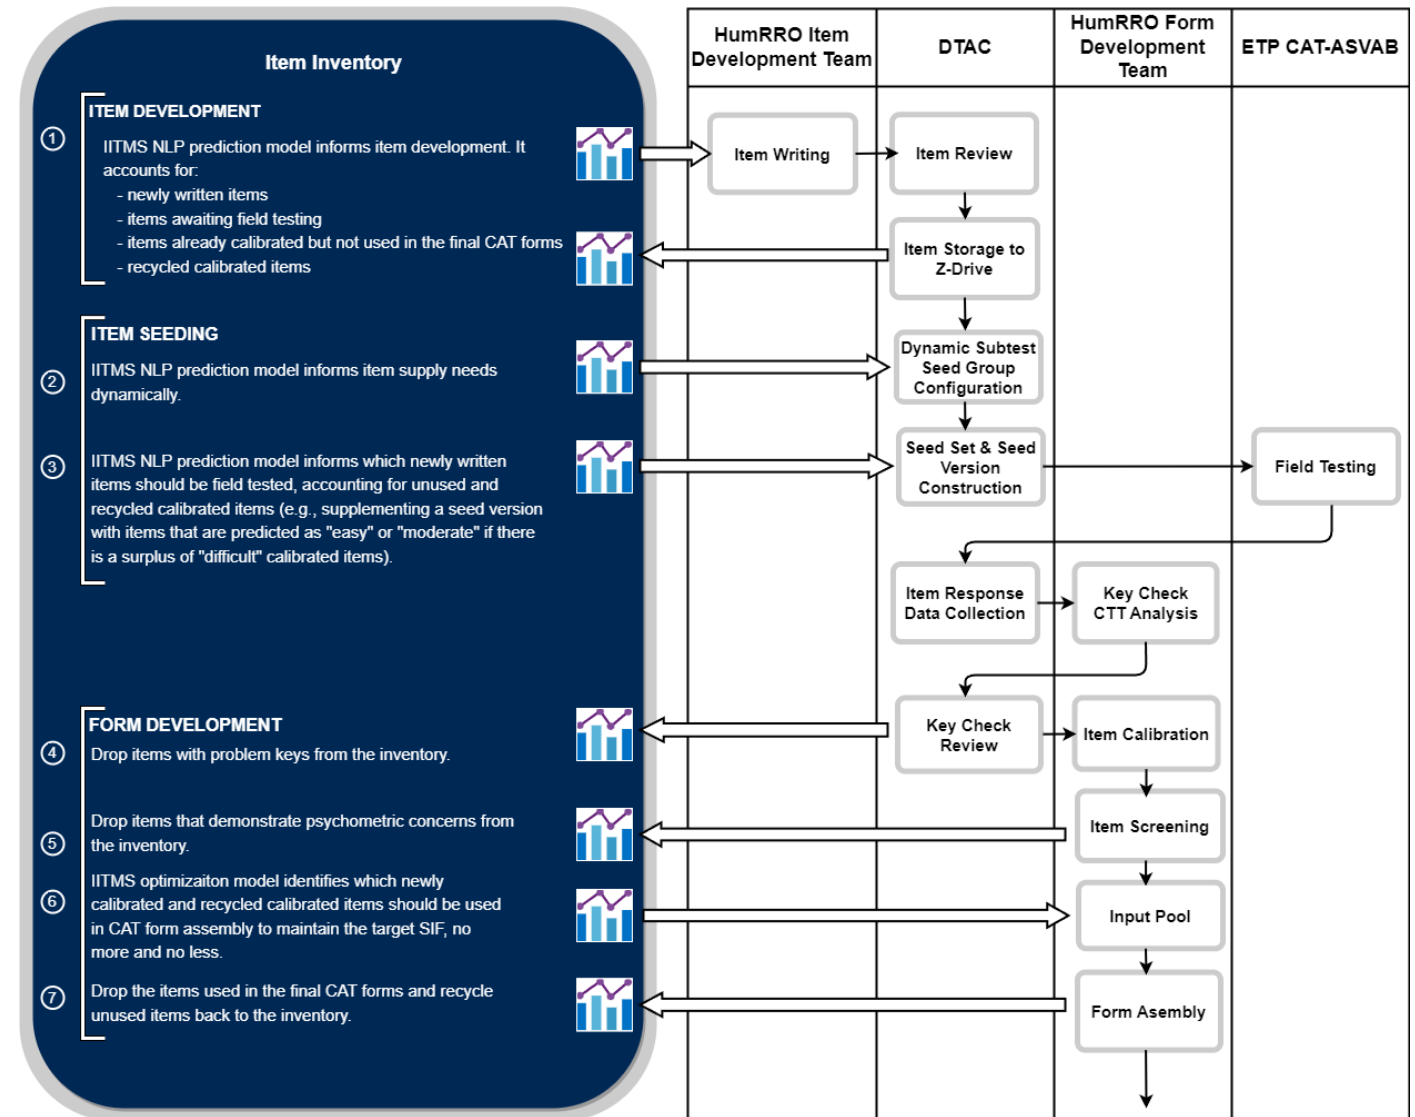 Item Inventory
ITEM DEVELOPMENT
1
IITMS NLP prediction model informs item development. It
accounts for:
- newly written items
- items awaiting field testing
- items already calibrated but not used in the final CAT forms
- recycled calibrated items
ITEM SEEDING
2
IITMS NLP prediction model informs item supply needs
dynamically.
3
IITMS NLP prediction model informs which newly written
items should be field tested, accounting for unused and
recycled calibrated items (e.g., supplementing a seed version
with items that are predicted as "easy" or "moderate" if there
is a surplus of "difficult" calibrated items).
FORM DEVELOPMENT
4
Drop items with problem keys from the inventory.
5
Drop items that demonstrate psychometric concerns from
the inventory.
6
IITMS optimizaiton model identifies which newly
calibrated and recycled calibrated items should be used
in CAT form assembly to maintain the target SIF, no
more and no less.
7
Drop the items used in the final CAT forms and recycle
unused items back to the inventory.
HumRRO Item
Development Team
DTAC
HumRRO Form
Development
Team
ETP CAT-ASVAB
Item Writing
Item Review
Item Storage to
Z-Drive
Dynamic Subtest
Seed Group
Configuration
Seed Set & Seed
Version
Construction
Field Testing
Item Response
Data Collection
Key Check
CTT Analysis
Key Check
Review
Item Calibration
Item Screening
Input Pool
Form Asembly